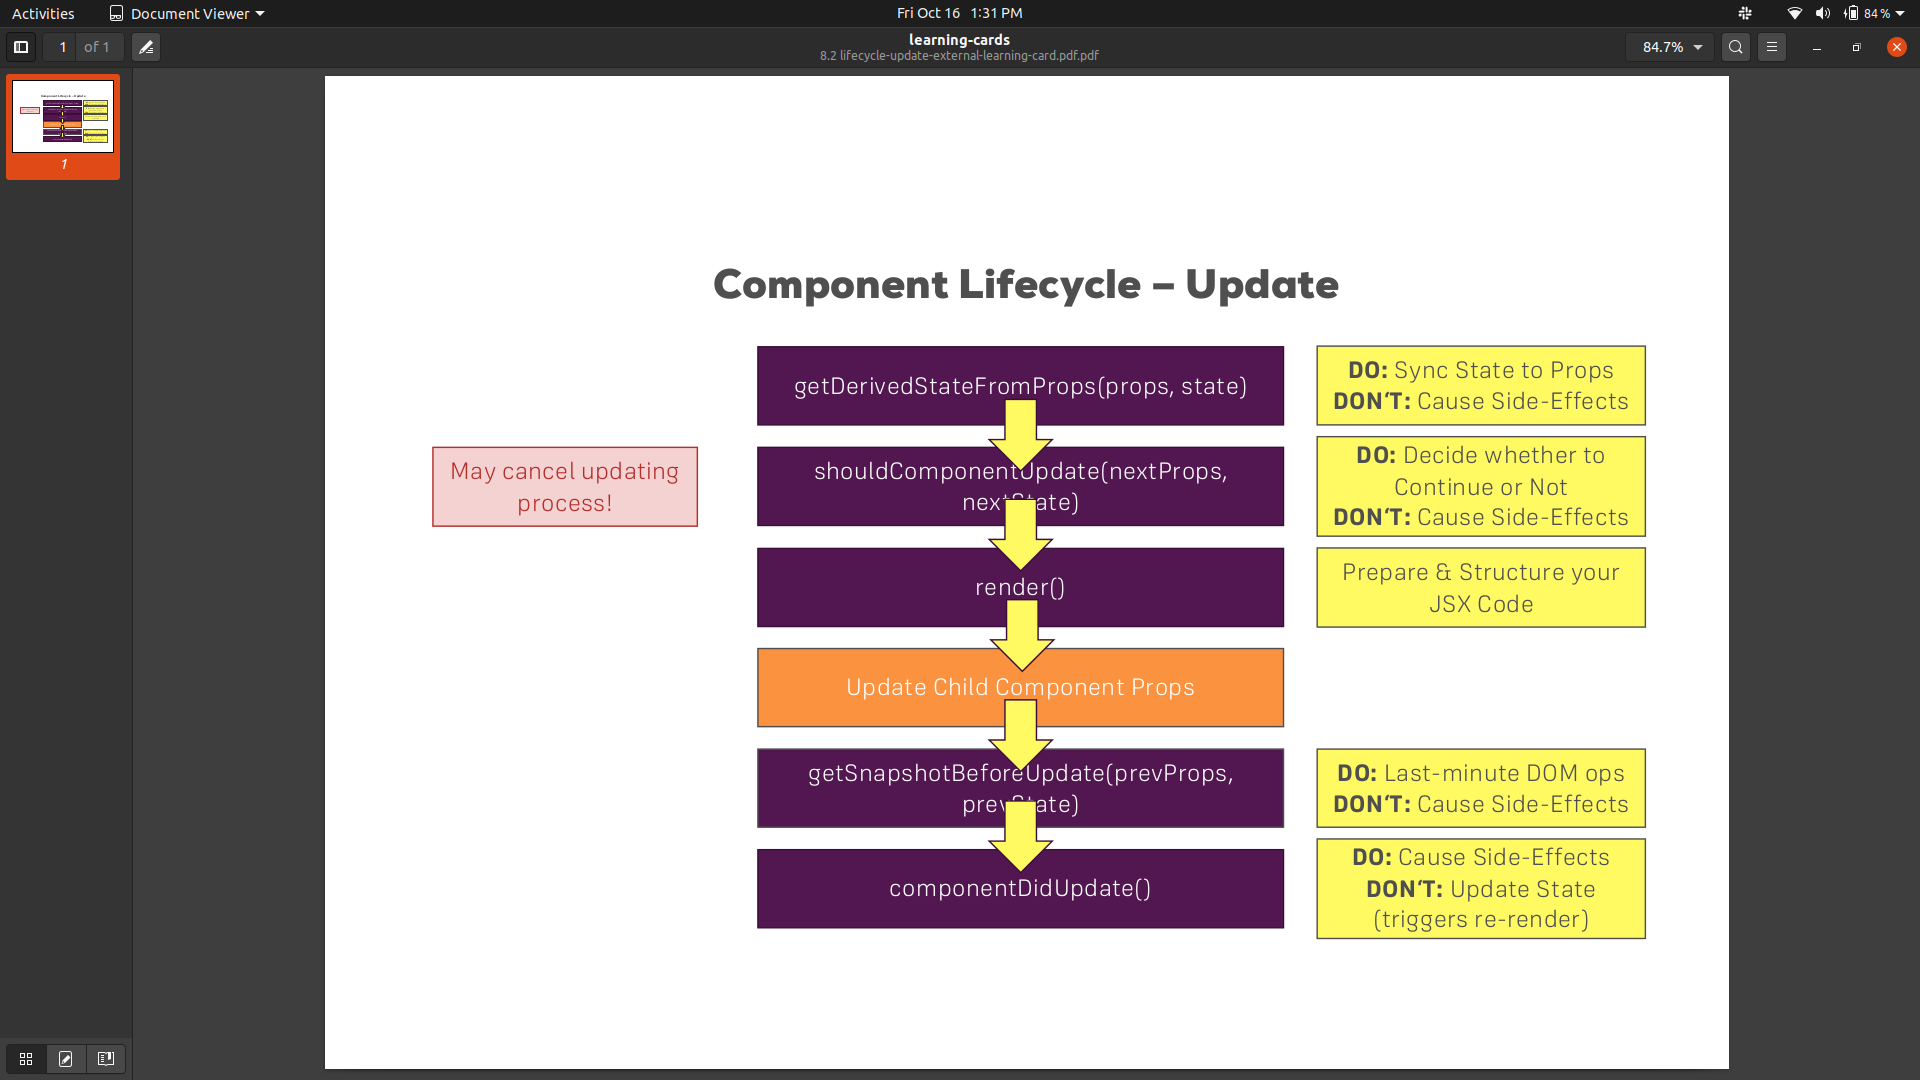 Activities
Document Viewer
Fri Oct 16 1:31 PM
84 %
1
of 1
learning-cards
8.2 lifecycle-update-external-learning-card.pdf.pdf
84.7%
1
Component Lifecycle – Update
getDerivedStateFromProps(props, state)
DO: Sync State to Props
DON‘T: Cause Side-Effects
May cancel updating
process!
shouldComponentUpdate(nextProps,
nextState)
DO: Decide whether to
Continue or Not
DON‘T: Cause Side-Effects
render()
Prepare & Structure your
JSX Code
Update Child Component Props
getSnapshotBeforeUpdate(prevProps,
prevState)
DO: Last-minute DOM ops
DON‘T: Cause Side-Effects
componentDidUpdate()
DO: Cause Side-Effects
DON‘T: Update State
(triggers re-render)